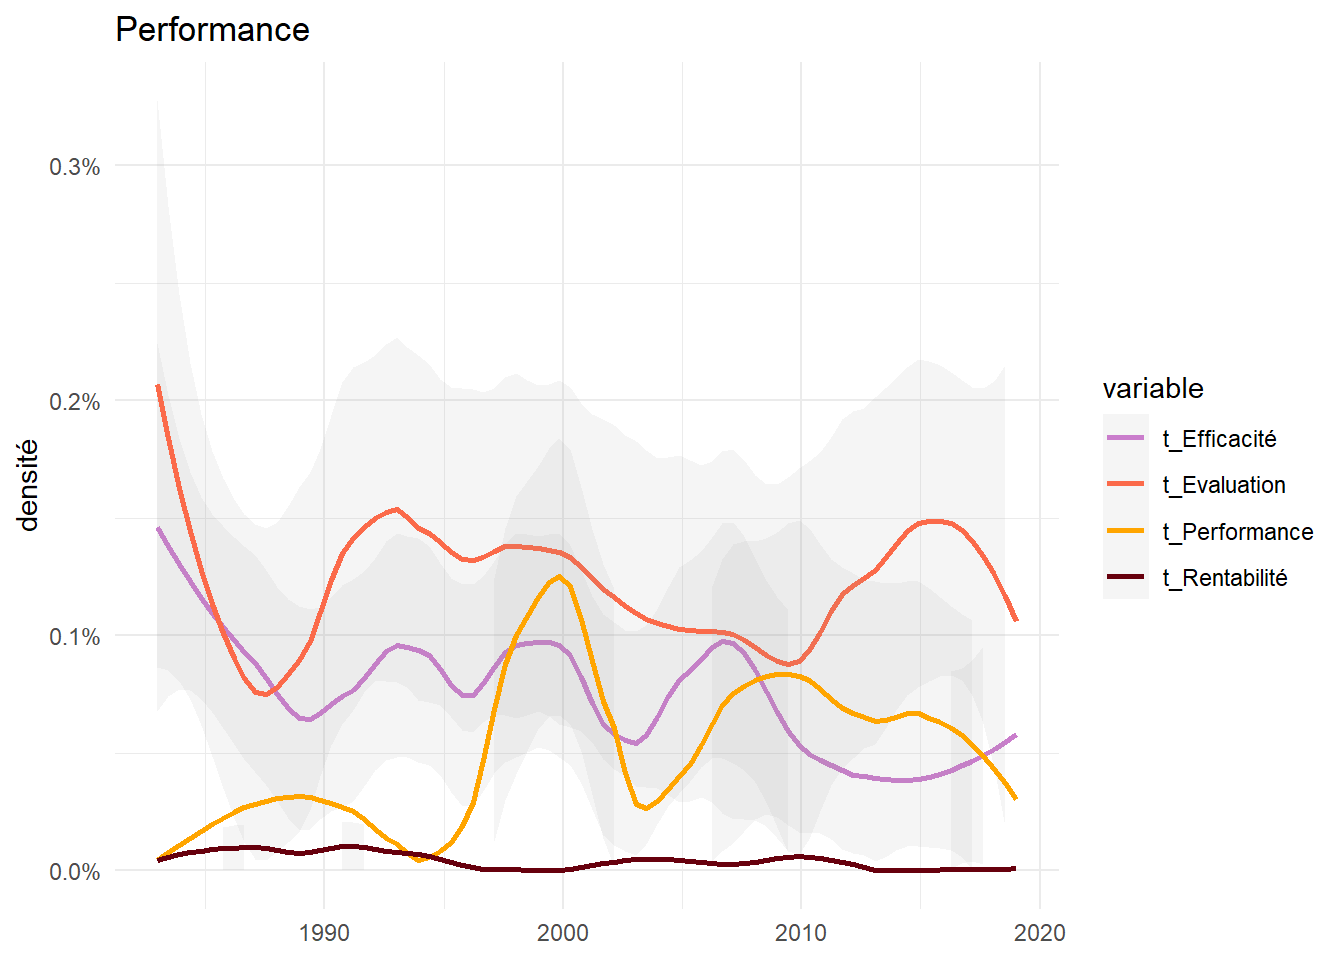 Performance
densité
0.3%
0.2%
0.1%
0.0%
1990
2000
2010
2020
variable
t_Efficacité
t_Evaluation
t_Performance
t_Rentabilité